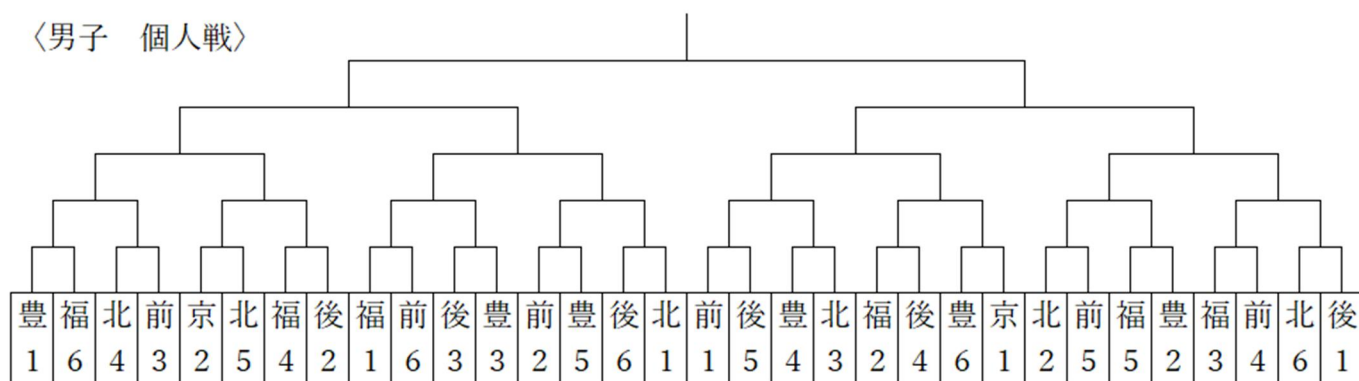 〈男子　個人戦〉
豊 福 北 前 京 北 福 後 福 前 後 豊 前 豊 後 北 前 後 豊 北 福 後 豊 京 北 前 福 豊 福 前 北 後
1 6 4 3 2 5 4 2 1 6 3 3 2 5 6 1 1 5 4 3 2 4 6 1 2 5 5 2 3 4 6 1